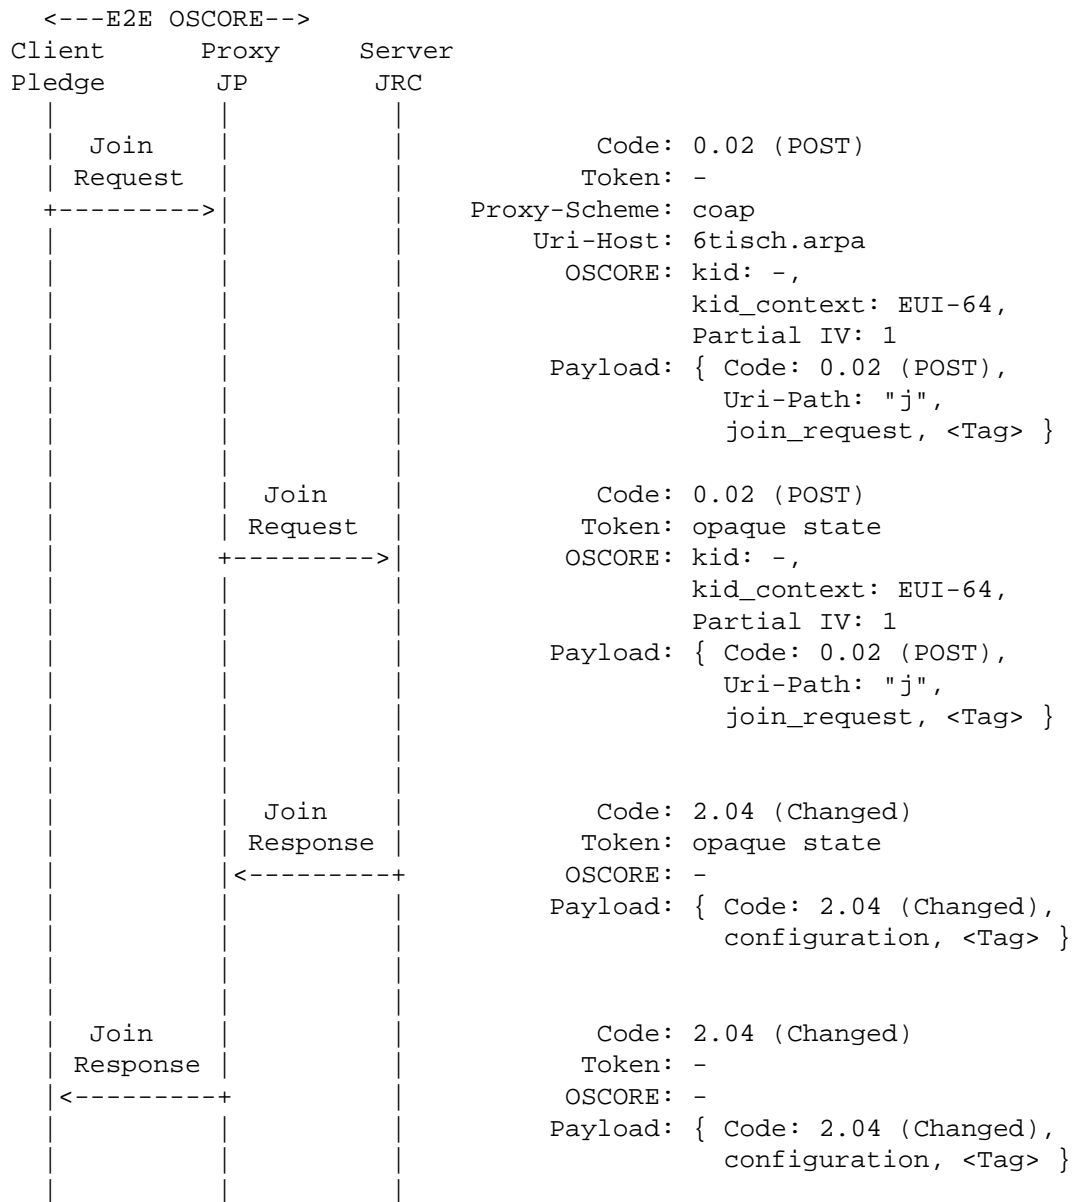 <---E2E OSCORE-->
Client Proxy Server
Pledge JP JRC
Join Code: 0.02 (POST)
Request Token: -
+--------->| Proxy-Scheme: coap
Uri-Host: 6tisch.arpa
OSCORE: kid: -,
kid_context: EUI-64,
Partial IV: 1
Payload: { Code: 0.02 (POST),
Uri-Path: "j",
join_request, <Tag> }
Join Code: 0.02 (POST)
Request Token: opaque state
+--------->| OSCORE: kid: -,
kid_context: EUI-64,
Partial IV: 1
Payload: { Code: 0.02 (POST),
Uri-Path: "j",
join_request, <Tag> }
Join Code: 2.04 (Changed)
Response Token: opaque state
|<---------+ OSCORE: -
Payload: { Code: 2.04 (Changed),
configuration, <Tag> }
Join Code: 2.04 (Changed)
Response Token: -
|<---------+ OSCORE: -
Payload: { Code: 2.04 (Changed),
configuration, <Tag> }